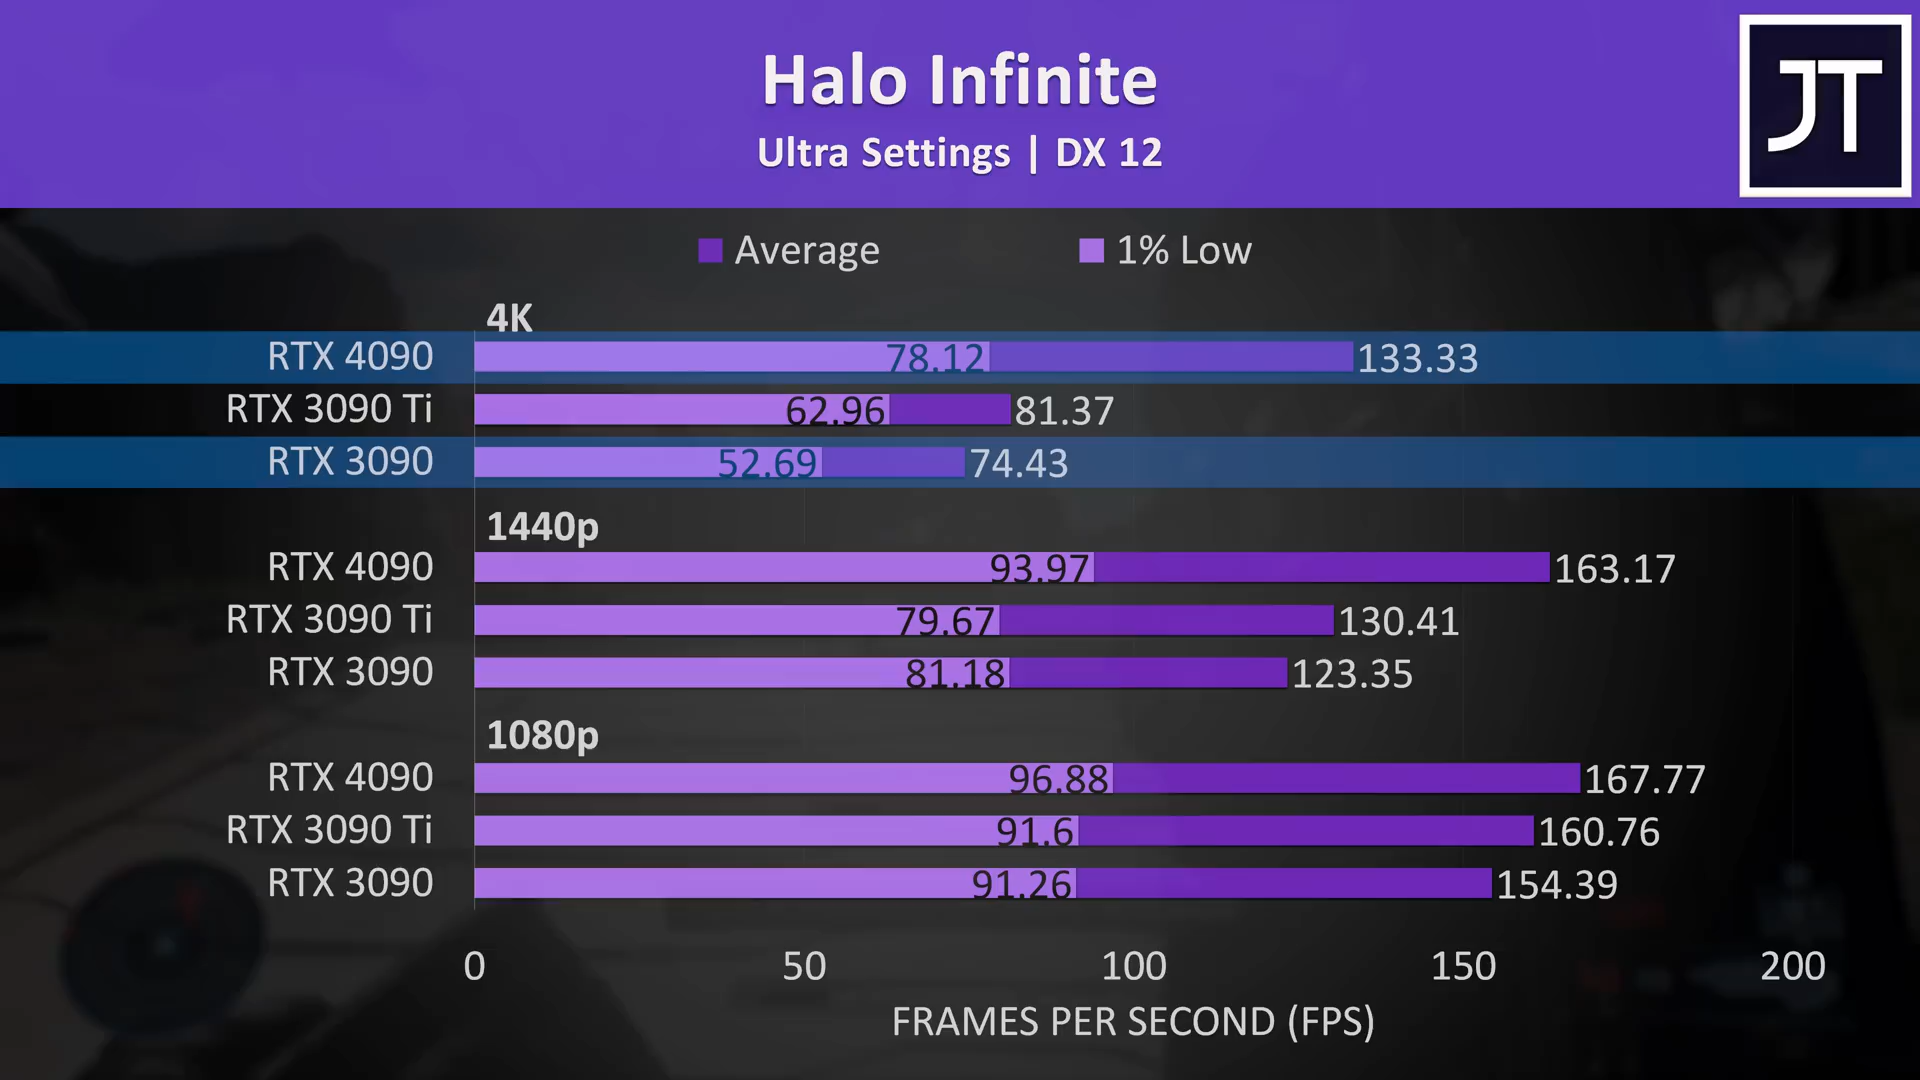 Halo Infinite
JT
Ultra Settings | DX 12
Average 1% Low
4K
RTX 4090 78.12 133.33
RTX 3090 Ti 62.96 81.37
RTX 3090 52.69 74.43
1440p
RTX 4090 93.97 163.17
RTX 3090 Ti 79.67 130.41
RTX 3090 81.18 123.35
1080p
RTX 4090 96.88 167.77
RTX 3090 Ti 91.6 160.76
RTX 3090 91.26 154.39
0 50 100 150 200
FRAMES PER SECOND (FPS)